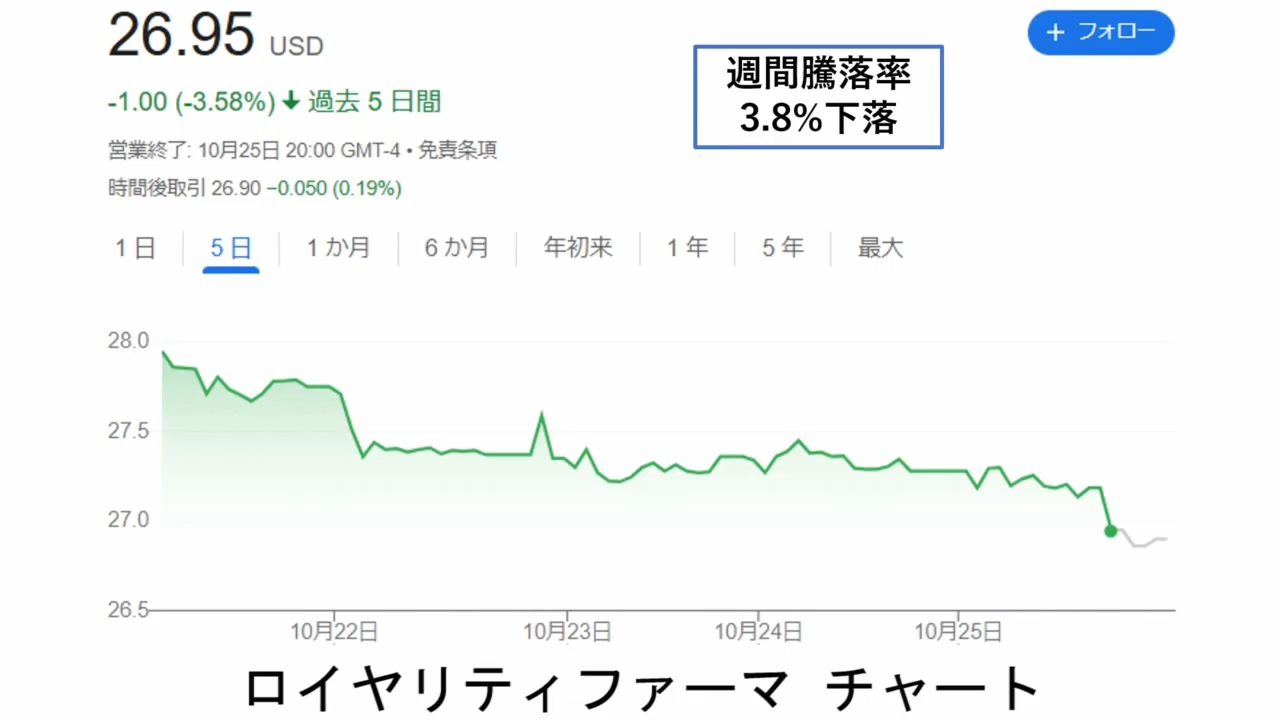 26.95 USD
+ フォロー
週間騰落率
3.8%下落
-1.00 (-3.58%) ↓ 過去 5 日間
営業終了: 10月25日 20:00 GMT-4 • 免責条項
時間後取引 26.90 −0.050 (0.19%)
1 日 5 日 1 か月 6 か月 年初来 1 年 5 年 最大
28.0
27.5
27.0
26.5
10月22日 10月23日 10月24日 10月25日
ロイヤリティファーマ チャート